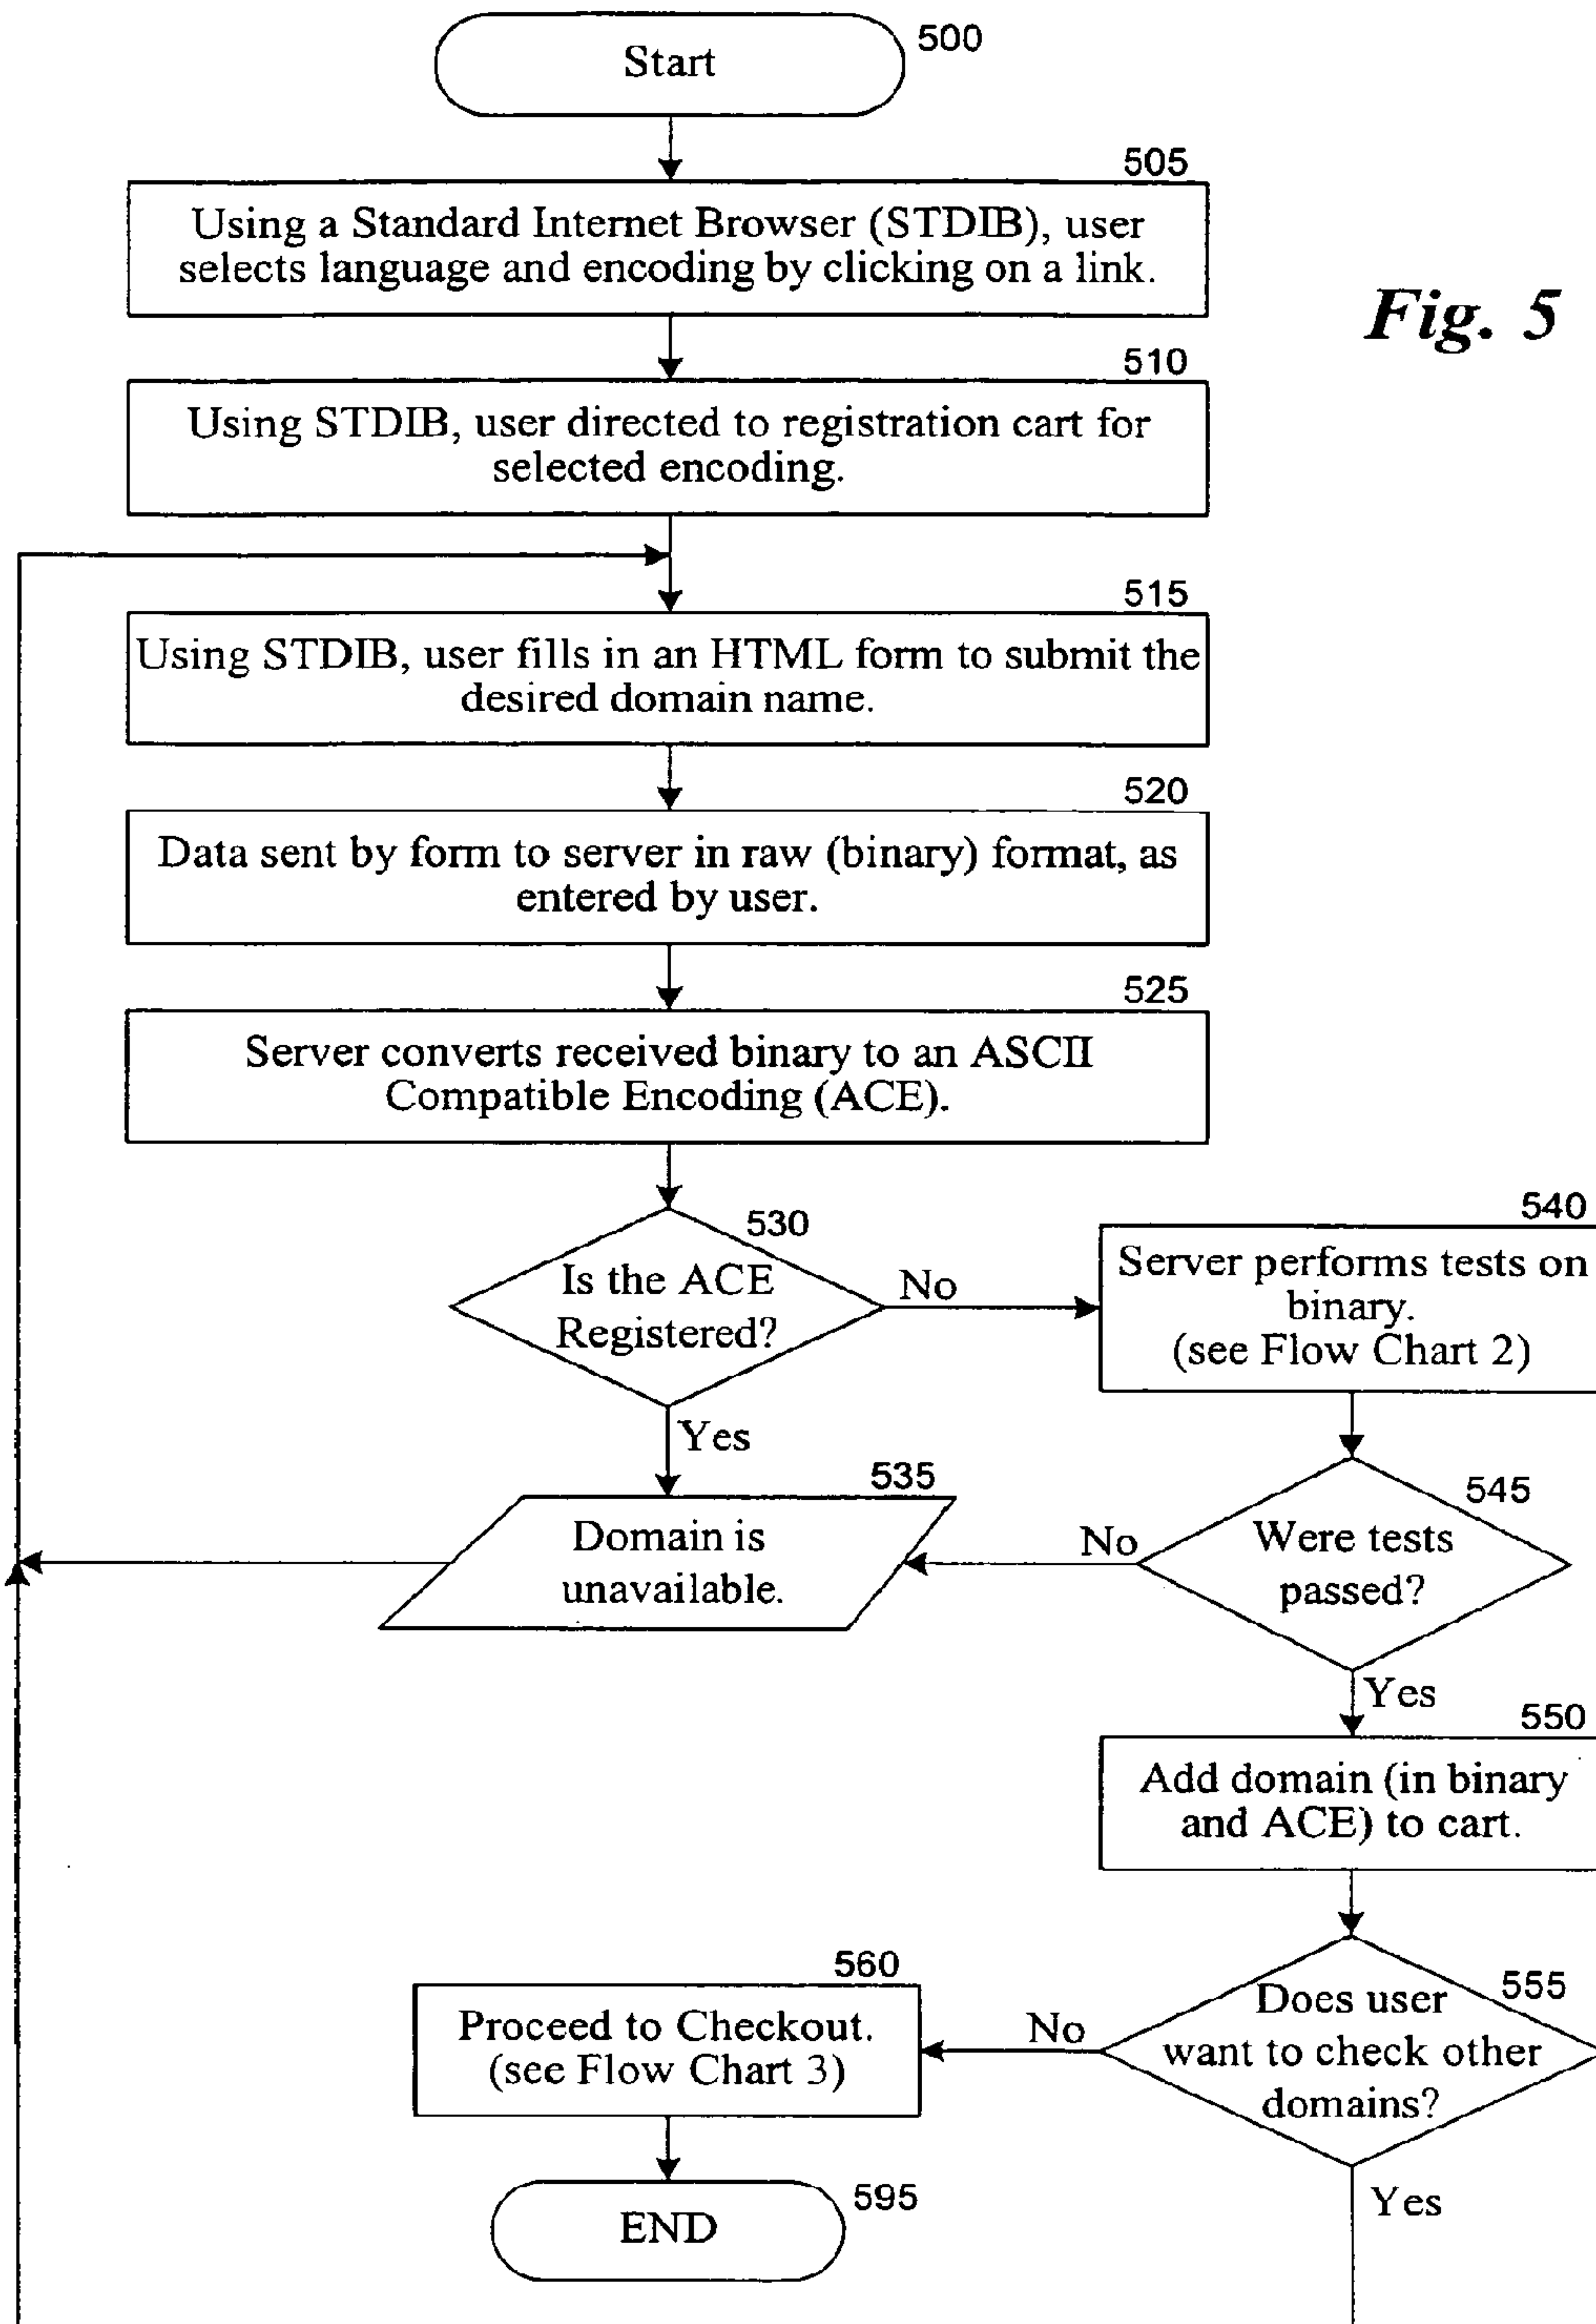 Start
500
505
Using a Standard Internet Browser (STDIB), user
selects language and encoding by clicking on a link.
Fig. 5
510
Using STDIB, user directed to registration cart for
selected encoding.
515
Using STDIB, user fills in an HTML form to submit the
desired domain name.
520
Data sent by form to server in raw (binary) format, as
entered by user.
525
Server converts received binary to an ASCII
Compatible Encoding (ACE).
530
Is the ACE
Registered?
No
Yes
540
Server performs tests on
binary.
(see Flow Chart 2)
535
Domain is
unavailable.
545
Were tests
passed?
No
Yes
550
Add domain (in binary
and ACE) to cart.
555
Does user
want to check other
domains?
No
Yes
560
Proceed to Checkout.
(see Flow Chart 3)
END
595